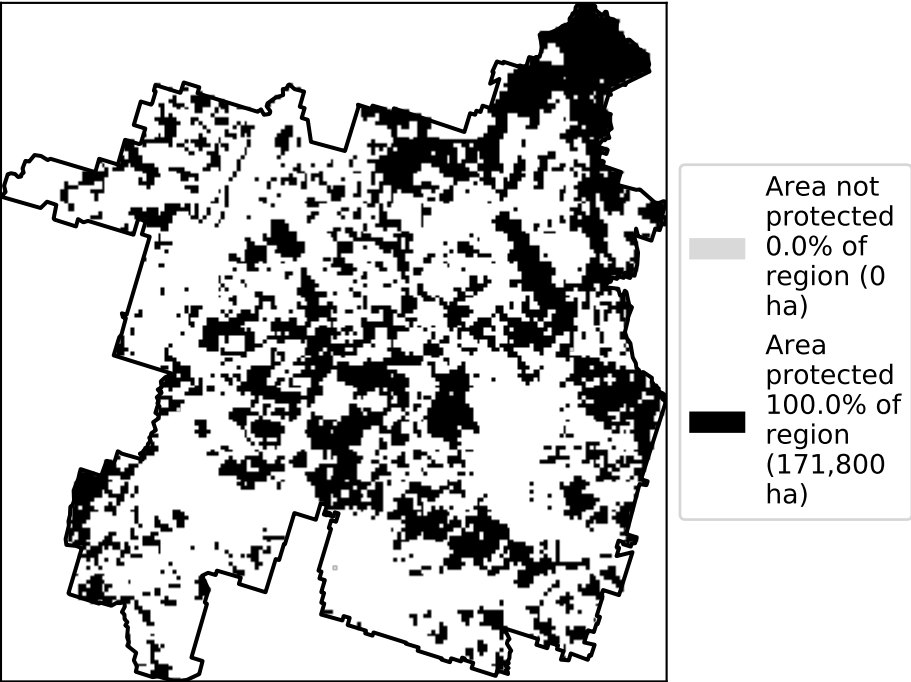 Area not
protected
0.0% of
region (0
ha)
Area
protected
100.0% of
region
(171,800
ha)